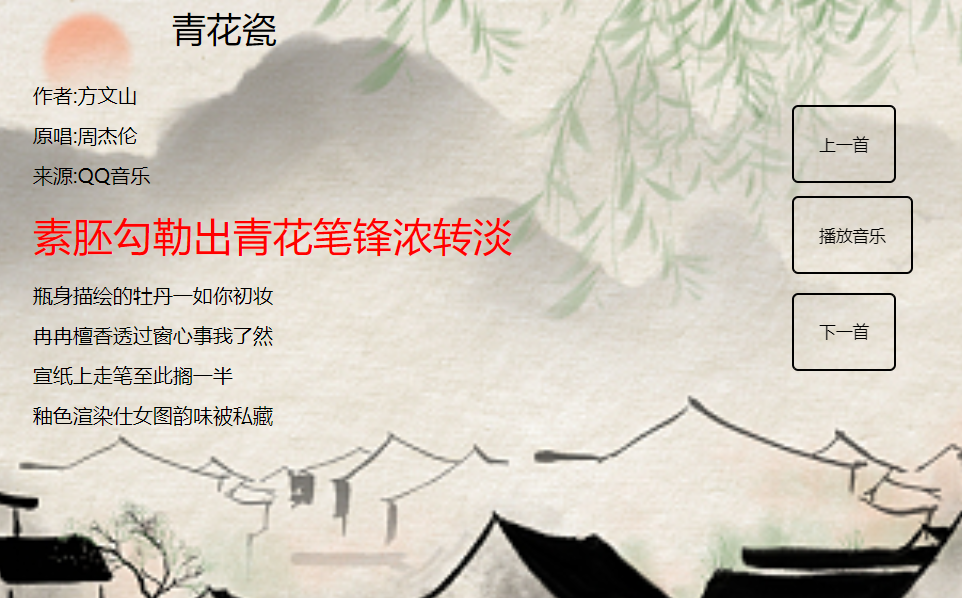 青花瓷
作者:方文山
原唱:周杰伦
来源:QQ音乐
素胚勾勒出青花笔锋浓转淡
瓶身描绘的牡丹一如你初妆
冉冉檀香透过窗心事我了然
宣纸上走笔至此搁一半
釉色渲染仕女图韵味被私藏
上一首
播放音乐
下一首